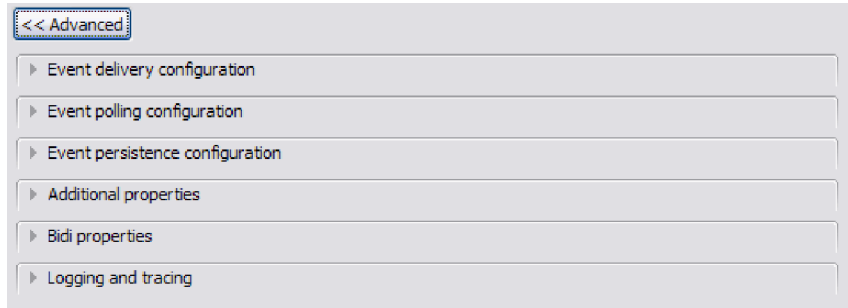 << Advanced
Event delivery configuration
Event polling configuration
Event persistence configuration
Additional properties
Bidi properties
Logging and tracing